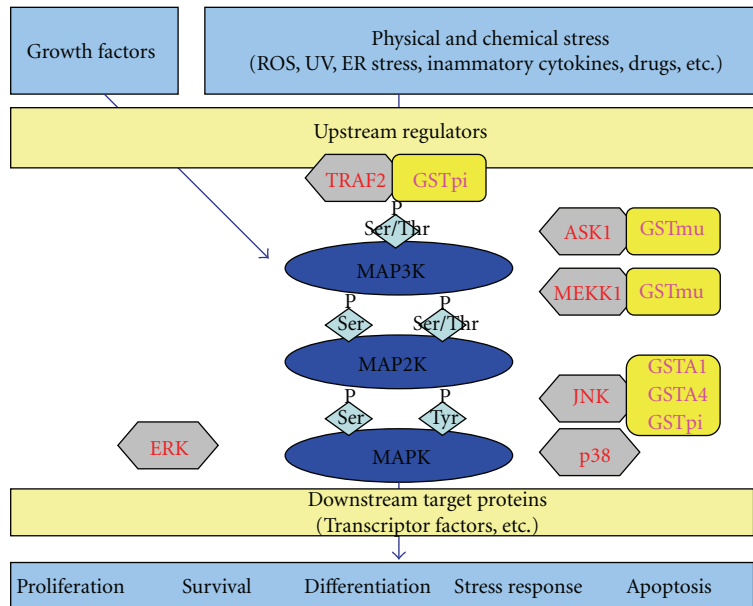 Growth factors
Physical and chemical stress
(ROS, UV, ER stress, inammatory cytokines, drugs, etc.)
Upstream regulators
TRAF2
GSTpi
P
Ser/Thr
MAP3K
ASK1
GSTmu
MEKK1
GSTmu
P
P
Ser
Ser/Thr
MAP2K
P
P
Ser
Tyr
MAPK
GSTA1
JNK
GSTA4
GSTpi
ERK
p38
Downstream target proteins
(Transcriptor factors, etc.)
Proliferation
Survival
Differentiation
Stress response
Apoptosis